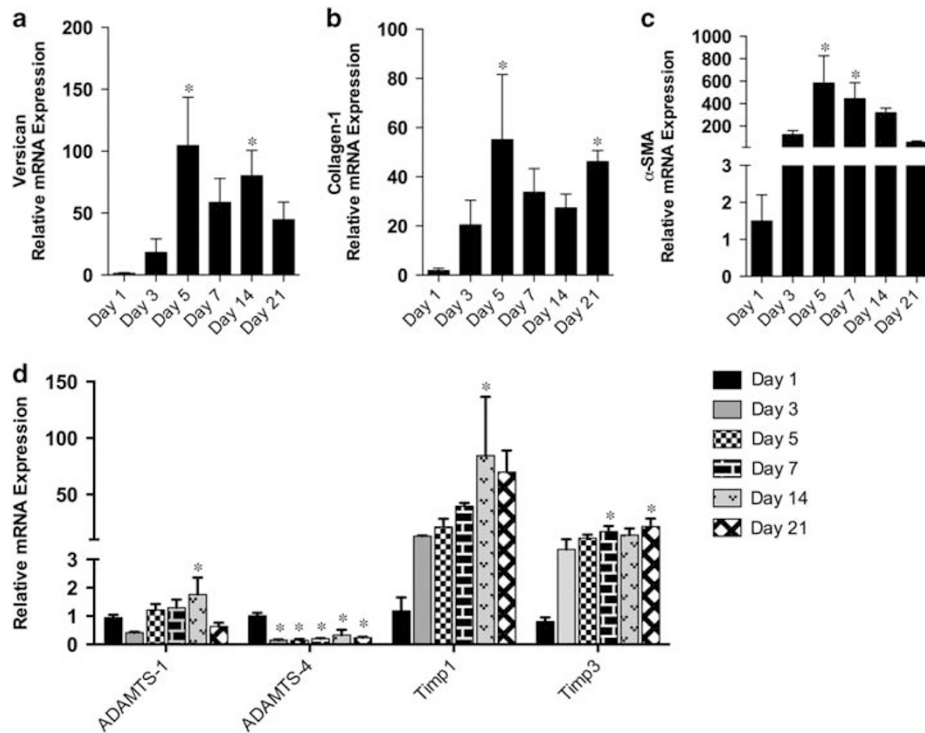 a
Versican
Relative mRNA Expression
200
150
100
50
0
*
*
Day 1
Day 3
Day 5
Day 7
Day 14
Day 21
b
Collagen-1
Relative mRNA Expression
100
80
60
40
20
0
*
*
Day 1
Day 3
Day 5
Day 7
Day 14
Day 21
c
α-SMA
Relative mRNA Expression
1000
800
600
400
200
3
2
1
0
*
*
Day 1
Day 3
Day 5
Day 7
Day 14
Day 21
d
Relative mRNA Expression
150
100
50
3
2
1
0
*
* * * * *
*
* *
ADAMTS-1
ADAMTS-4
Timp1
Timp3
Day 1
Day 3
Day 5
Day 7
Day 14
Day 21